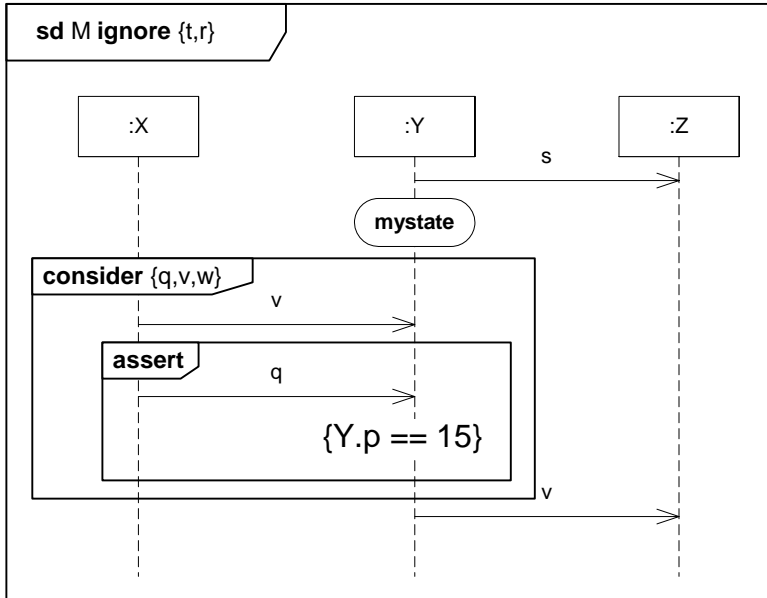 sd M ignore {t,r}
:X
:Y
:Z
s
mystate
consider {q,v,w}
v
assert
q
{Y.p == 15}
v